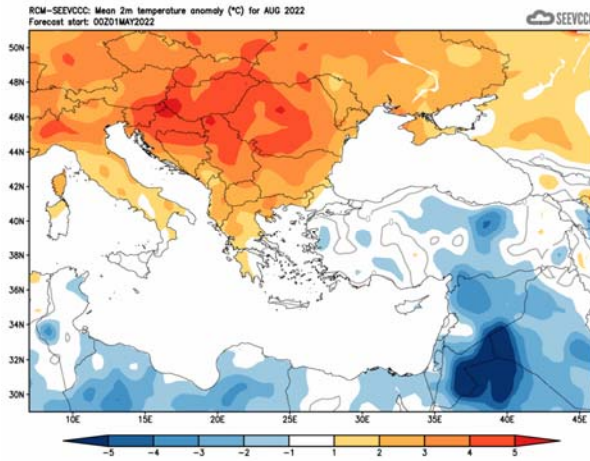 RCM-SEEVCCC: Mean 2m temperature anomaly (°C) for AUG 2022
Forecast start: 00Z01MAY2022
SEEVCCC
50N
48N
46N
44N
42N
40N
38N
36N
34N
32N
30N
10E 15E 20E 25E 30E 35E 40E 45E
-5 -4 -3 -2 -1 1 2 3 4 5